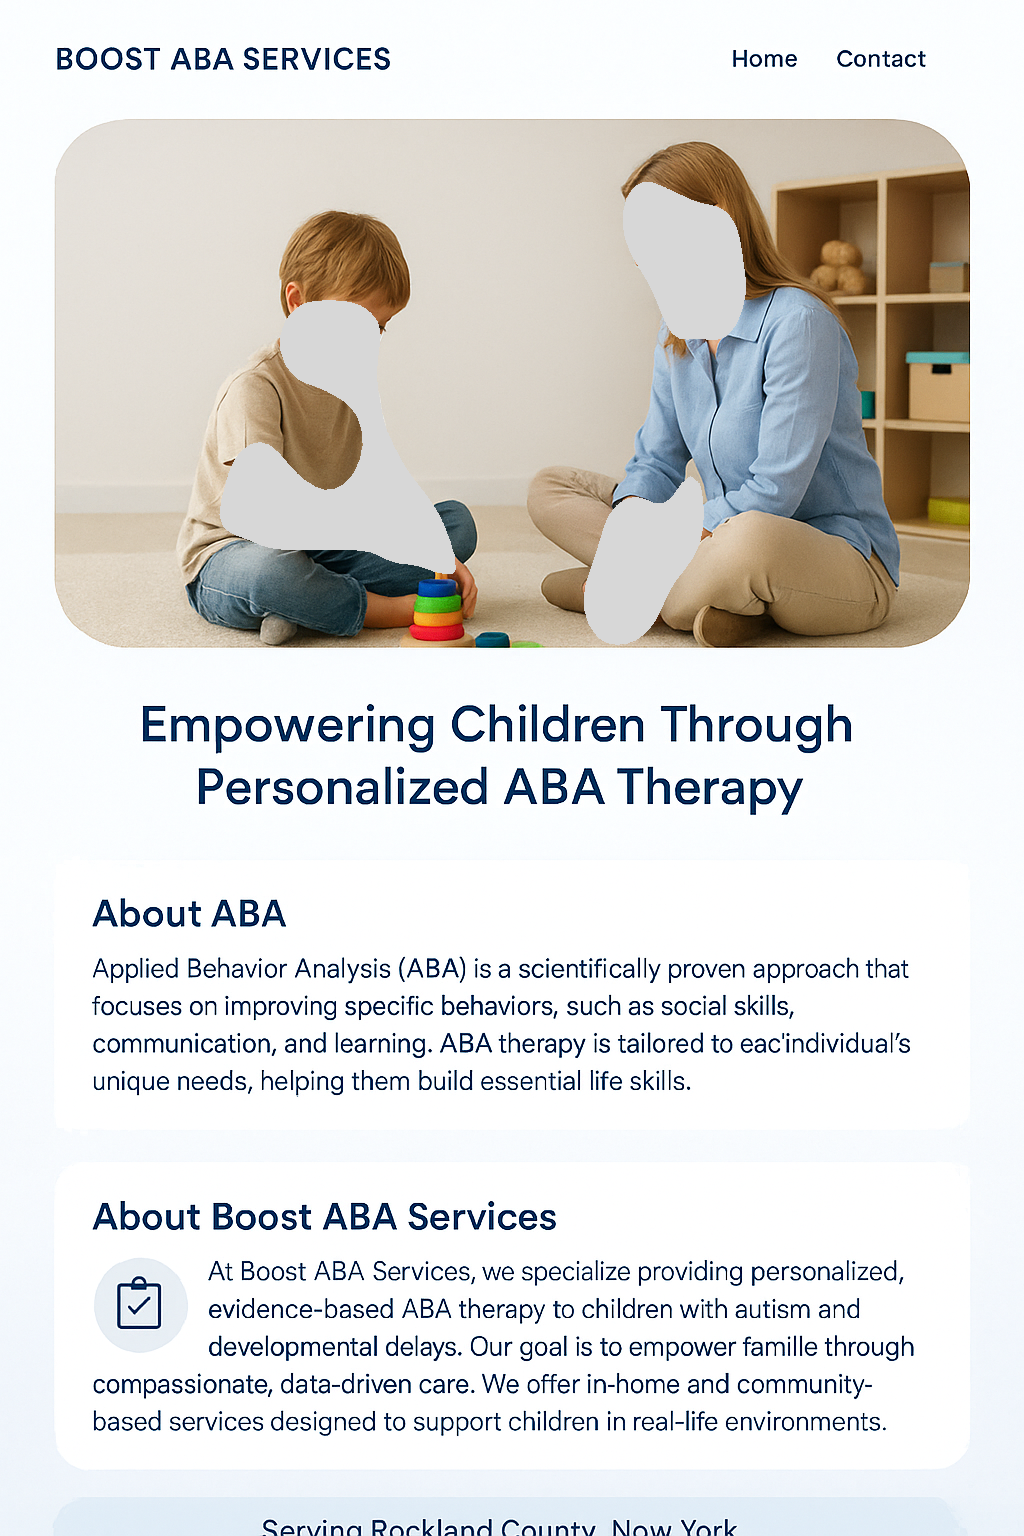 BOOST ABA SERVICES
Home Contact
Empowering Children Through
Personalized ABA Therapy
About ABA
Applied Behavior Analysis (ABA) is a scientifically proven approach that
focuses on improving specific behaviors, such as social skills,
communication, and learning. ABA therapy is tailored to eac'individual's
unique needs, helping them build essential life skills.
About Boost ABA Services
At Boost ABA Services, we specialize providing personalized,
evidence-based ABA therapy to children with autism and
developmental delays. Our goal is to empower famille through
compassionate, data-driven care. We offer in-home and community-
based services designed to support children in real-life environments.
Serving Rockland County, Now York